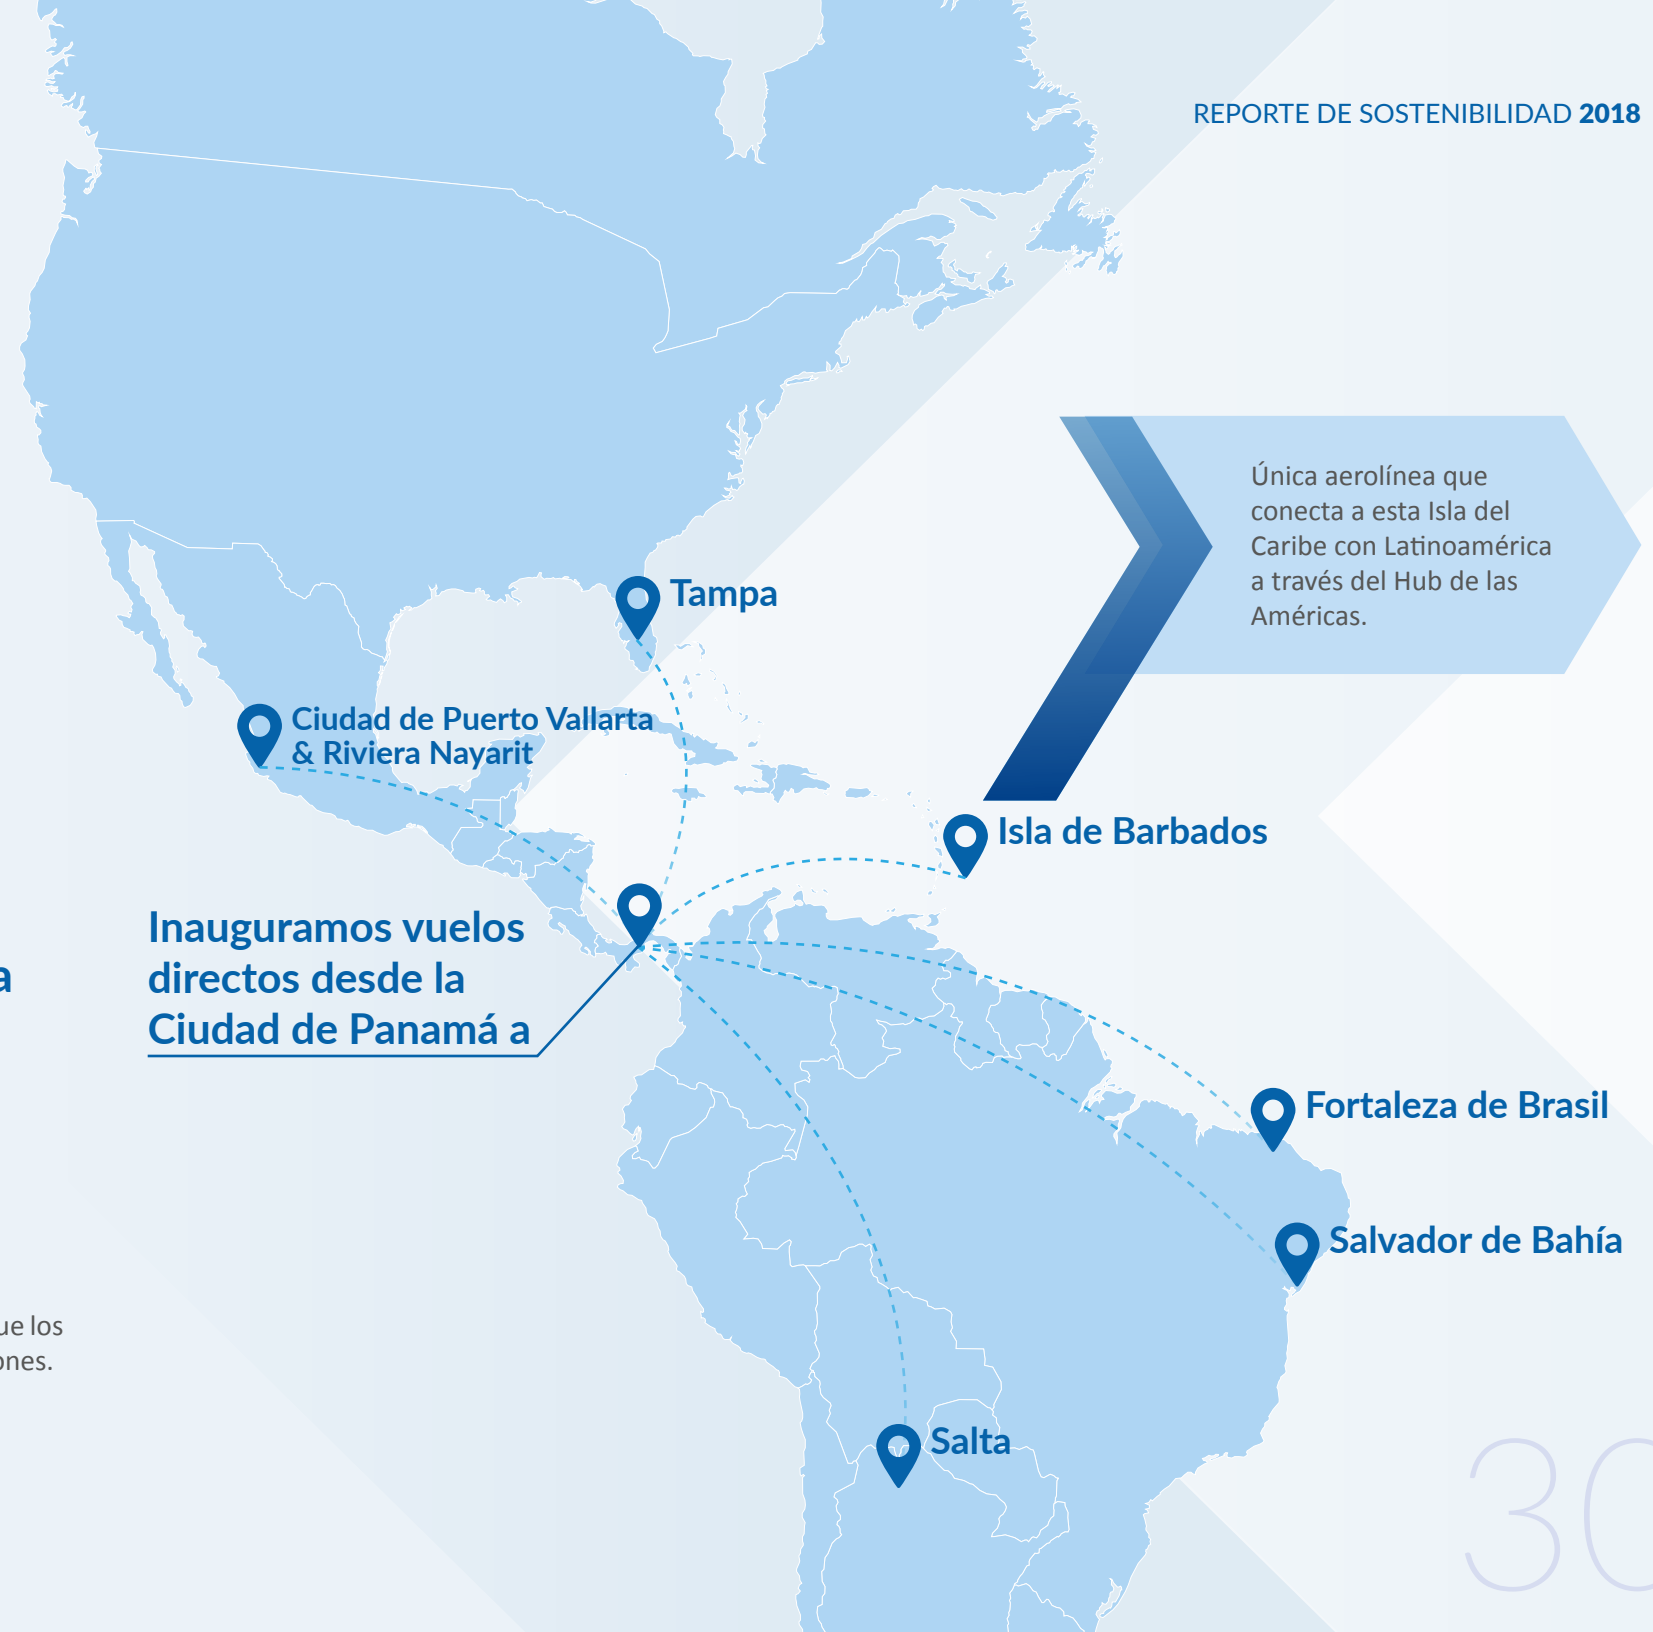 REPORTE DE SOSTENIBILIDAD 2018
Única aerolínea que
conecta a esta Isla del
Caribe con Latinoamérica
a través del Hub de las
Américas.
Tampa
Ciudad de Puerto Vallarta
& Riviera Nayarit
Isla de Barbados
Inauguramos vuelos
directos desde la
Ciudad de Panamá a
Fortaleza de Brasil
Salvador de Bahía
Salta
los
30